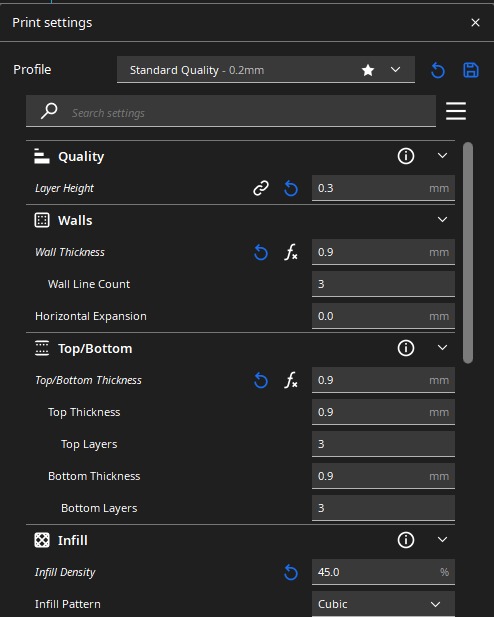 Print settings
Profile Standard Quality - 0.2mm
Search settings
Quality
Layer Height 0.3 mm
Walls
Wall Thickness 0.9 mm
Wall Line Count 3
Horizontal Expansion 0.0 mm
Top/Bottom
Top/Bottom Thickness 0.9 mm
Top Thickness 0.9 mm
Top Layers 3
Bottom Thickness 0.9 mm
Bottom Layers 3
Infill
Infill Density 45.0 %
Infill Pattern Cubic